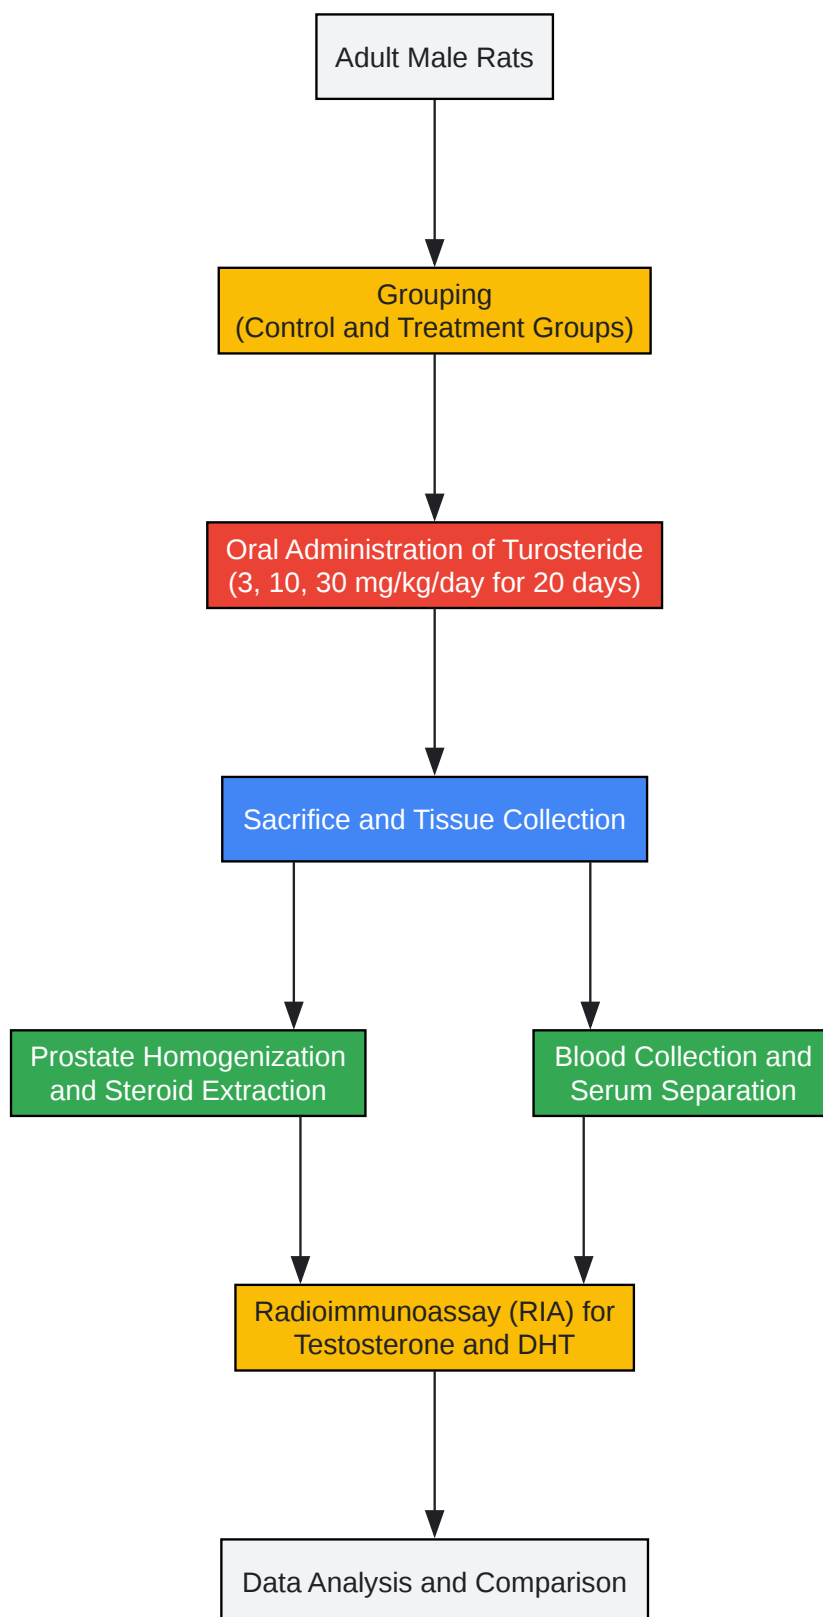 Adult Male Rats
Grouping
(Control and Treatment Groups)
Oral Administration of Turosteride
(3, 10, 30 mg/kg/day for 20 days)
Sacrifice and Tissue Collection
Prostate Homogenization
and Steroid Extraction
Blood Collection and
Serum Separation
Radioimmunoassay (RIA) for
Testosterone and DHT
Data Analysis and Comparison